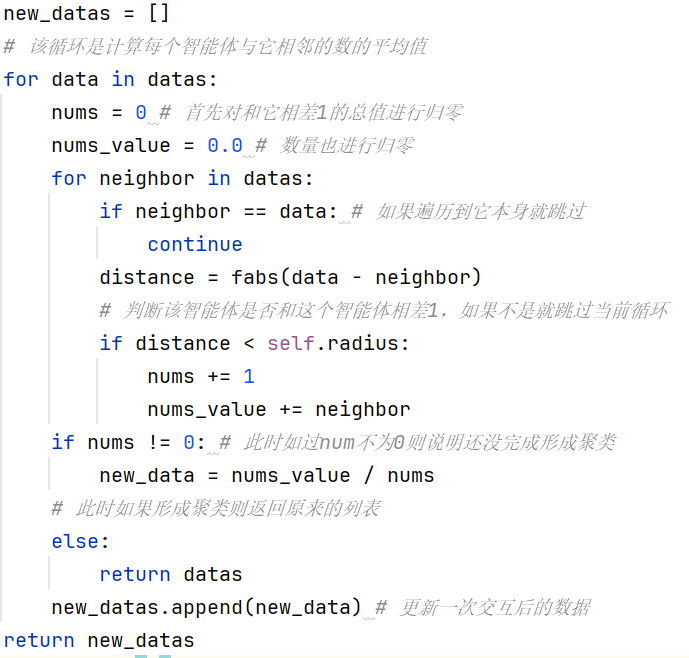 new_datas = []
# 该循环是计算每个智能体与它相邻的数的平均值
for data in datas:
    nums = 0 # 首先对和它相差1的总值进行归零
    nums_value = 0.0 # 数量也进行归零
    for neighbor in datas:
        if neighbor == data: # 如果遍历到它本身就跳过
            continue
        distance = fabs(data - neighbor)
        # 判断该智能体是否和这个智能体相差1，如果不是就跳过当前循环
        if distance < self.radius:
            nums += 1
            nums_value += neighbor
    if nums != 0: # 此时如过num不为0则说明还没完成形成聚类
        new_data = nums_value / nums
    # 此时如果形成聚类则返回原来的列表
    else:
        return datas
    new_datas.append(new_data) # 更新一次交互后的数据
return new_datas